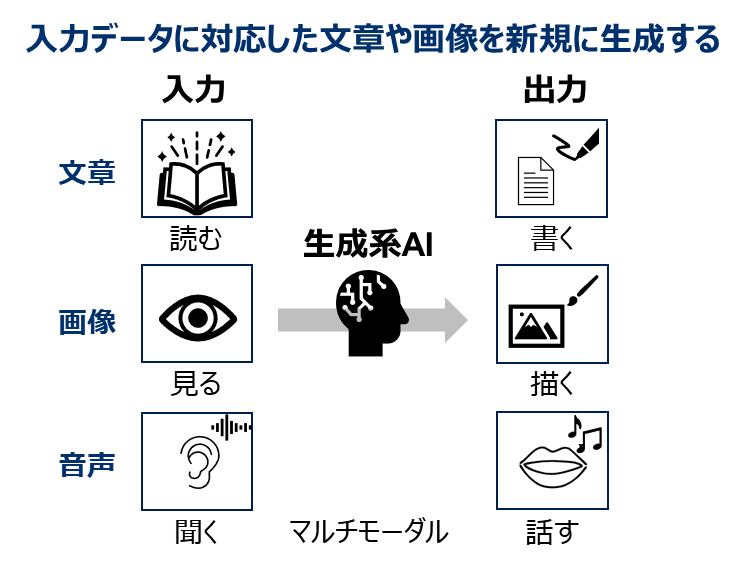 入力データに対応した文章や画像を新規に生成する
入力
出力
文章
読む
書く
生成系AI
画像
見る
描く
音声
聞く
マルチモーダル
話す